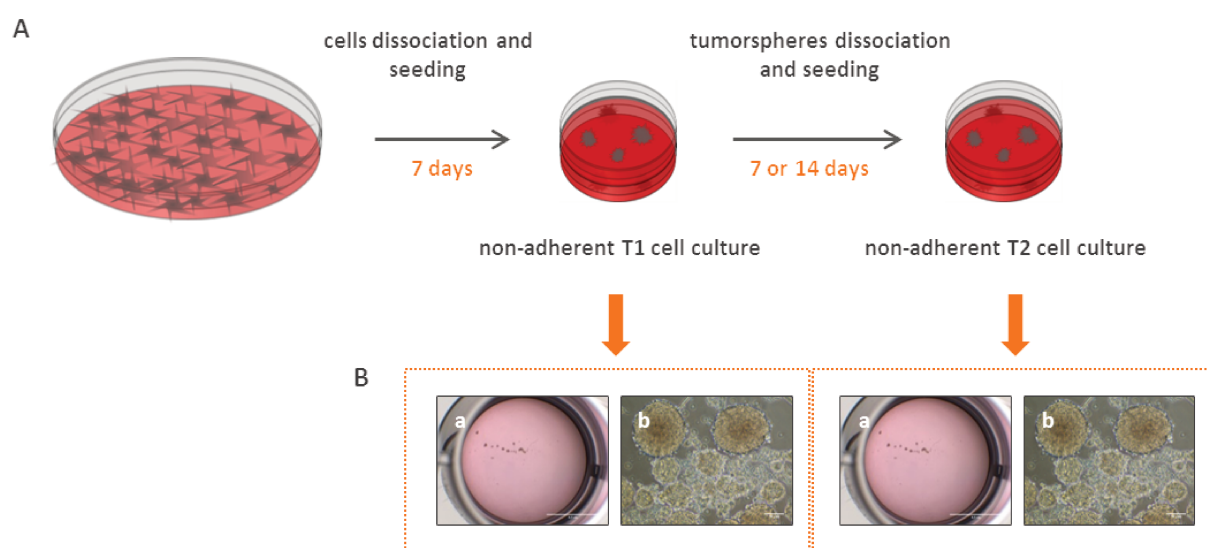 A
cells dissociation and
seeding
7 days
tumorspheres dissociation
and seeding
7 or 14 days
non-adherent T1 cell culture
non-adherent T2 cell culture
B
a
b
a
b